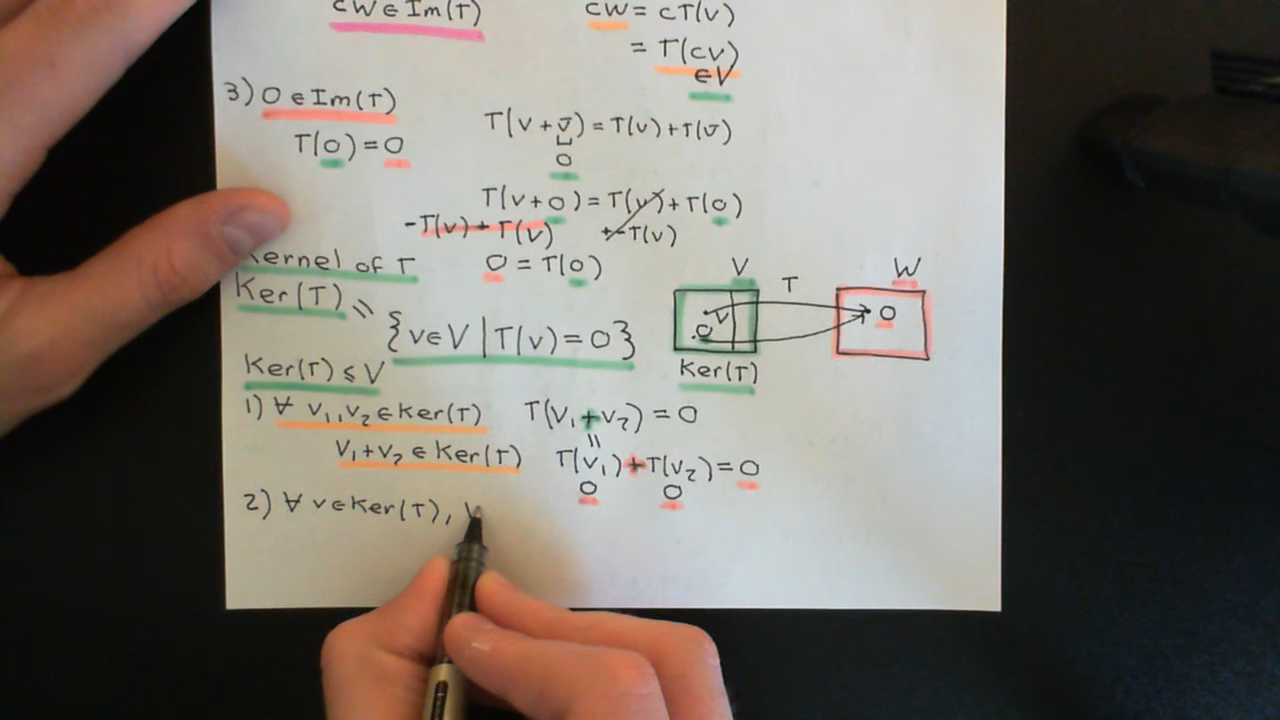 cw ∈ Im(T)
cw = cT(v)
= T(cv)
∈V
3) 0 ∈ Im(T)
T(0) = 0
T(v + v̅) = T(v) + T(v̅)
0
T(v + 0) = T(v) + T(0)
-T(v) + T(v) + -T(v)
0 = T(0)
Kernel of T
Ker(T) =
{v∈V | T(v) = 0}
V T W
v 0
.0
Ker(T)
Ker(T) ≤ V
1) ∀ v₁, v₂ ∈ Ker(T)
v₁ + v₂ ∈ Ker(T)
T(v₁ + v₂) = 0
=
T(v₁) + T(v₂) = 0
0 0
2) ∀ v ∈ Ker(T),